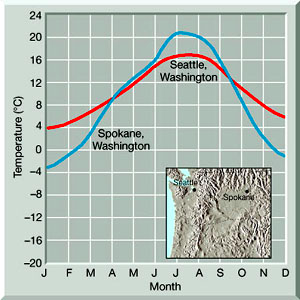 24
20
16
12
8
4
0
−4
−8
−12
−16
−20
Temperature (°C)
Seattle,
Washington
Spokane,
Washington
Seattle
Spokane
J F M A M J J A S O N D
Month